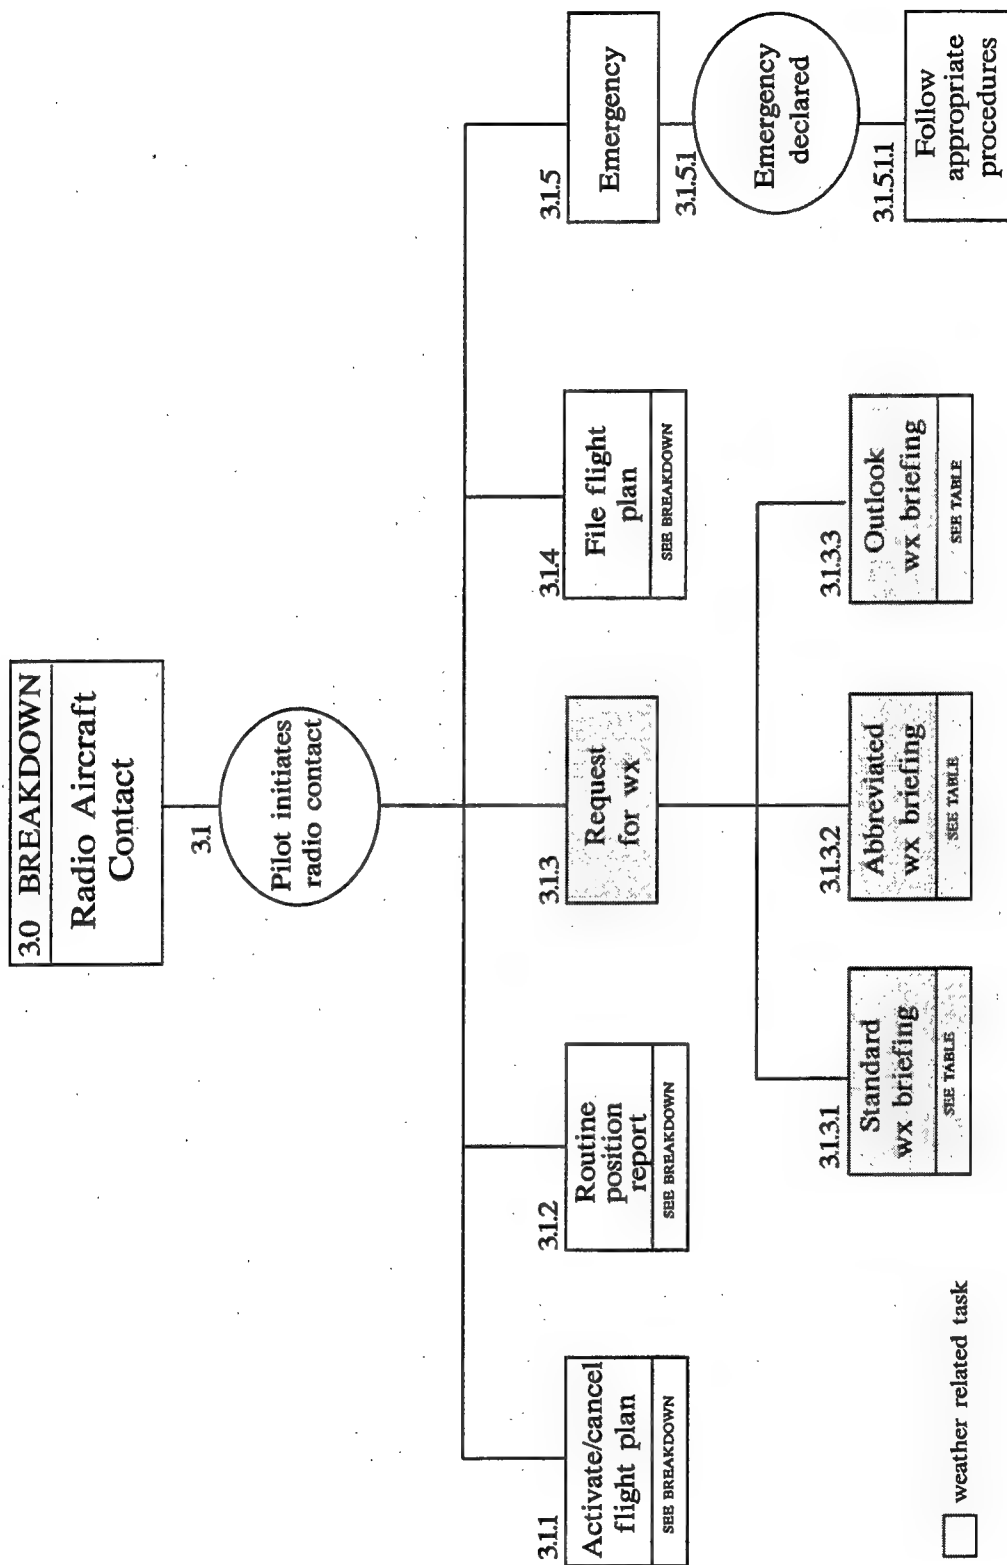 3.0 BREAKDOWN
Radio Aircraft
Contact
3.1
Pilot initiates
radio contact
3.1.1
Activate/cancel
flight plan
SEE BREAKDOWN
3.1.2
Routine
position
report
SEE BREAKDOWN
3.1.3
Request
for wx
3.1.4
File flight
plan
SEE BREAKDOWN
3.1.5
Emergency
3.1.5.1
Emergency
declared
3.1.5.1.1
Follow
appropriate
procedures
3.1.3.1
Standard
wx briefing
SEE TABLE
3.1.3.2
Abbreviated
wx briefing
SEE TABLE
3.1.3.3
Outlook
wx briefing
SEE TABLE
weather related task